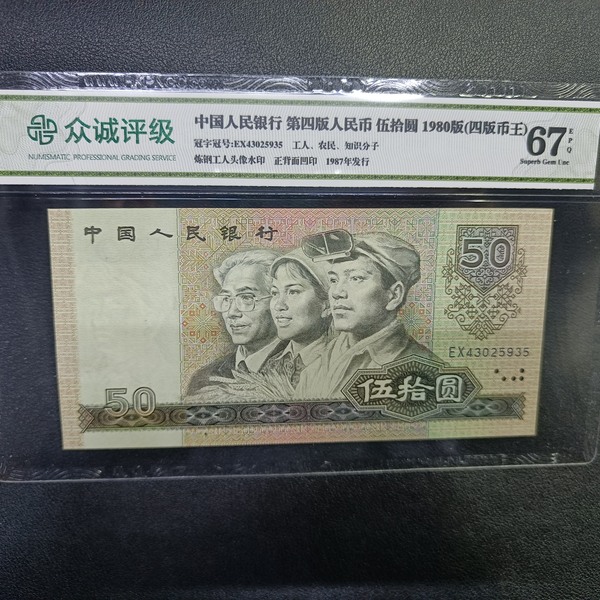 众诚评级
NUMISMATIC PROFESSIONAL GRADING SERVICE
中国人民银行 第四版人民币 伍拾圆 1980版(四版币王)
冠字冠号:EX43025935 工人、农民、知识分子
炼钢工人头像水印 正背面凹印 1987年发行
67
EPQ
Superb Gem Unc
中国人民银行
50
EX43025935
50
伍拾圆